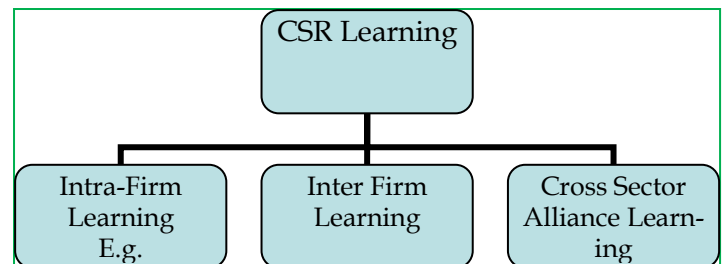 CSR Learning
Intra-Firm
Learning
E.g.
Inter Firm
Learning
Cross Sector
Alliance Learn-
ing